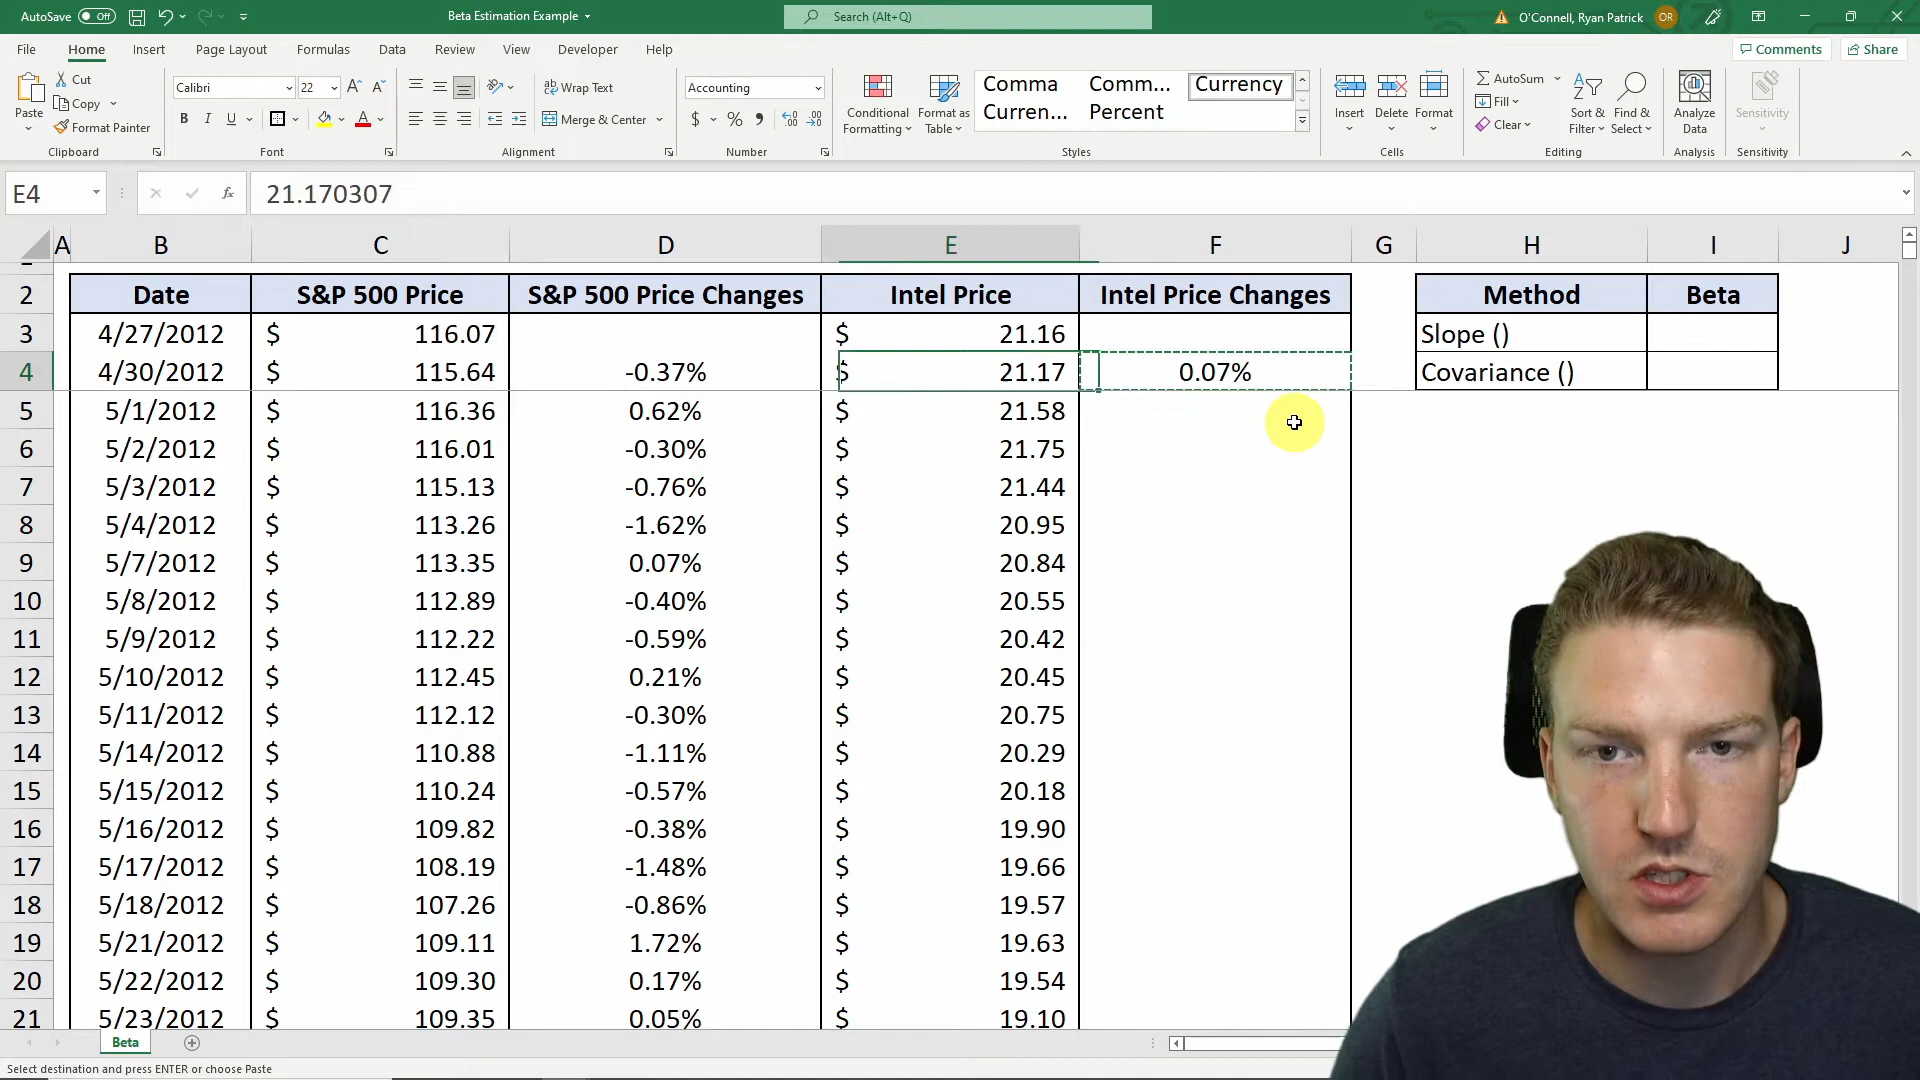 AutoSave Off Beta Estimation Example Search (Alt+Q) O'Connell, Ryan Patrick OR
File Home Insert Page Layout Formulas Data Review View Developer Help Comments Share
Paste Cut Copy Format Painter
Calibri 22 A A B I U A
ab Wrap Text Merge & Center
Accounting $ % 9
Conditional Formatting Format as Table
Comma Comm... Currency
Curren... Percent
Insert Delete Format
AutoSum Fill Clear Sort & Filter Find & Select
Analyze Data Sensitivity
Clipboard Font Alignment Number Styles Cells Editing Analysis Sensitivity
E4 fx 21.170307
A B C D E F G H I J
2 Date S&P 500 Price S&P 500 Price Changes Intel Price Intel Price Changes Method Beta
3 4/27/2012 $ 116.07 $ 21.16 Slope ()
4 4/30/2012 $ 115.64 -0.37% $ 21.17 0.07% Covariance ()
5 5/1/2012 $ 116.36 0.62% $ 21.58
6 5/2/2012 $ 116.01 -0.30% $ 21.75
7 5/3/2012 $ 115.13 -0.76% $ 21.44
8 5/4/2012 $ 113.26 -1.62% $ 20.95
9 5/7/2012 $ 113.35 0.07% $ 20.84
10 5/8/2012 $ 112.89 -0.40% $ 20.55
11 5/9/2012 $ 112.22 -0.59% $ 20.42
12 5/10/2012 $ 112.45 0.21% $ 20.45
13 5/11/2012 $ 112.12 -0.30% $ 20.75
14 5/14/2012 $ 110.88 -1.11% $ 20.29
15 5/15/2012 $ 110.24 -0.57% $ 20.18
16 5/16/2012 $ 109.82 -0.38% $ 19.90
17 5/17/2012 $ 108.19 -1.48% $ 19.66
18 5/18/2012 $ 107.26 -0.86% $ 19.57
19 5/21/2012 $ 109.11 1.72% $ 19.63
20 5/22/2012 $ 109.30 0.17% $ 19.54
21 5/23/2012 $ 109.35 0.05% $ 19.10
Beta
Select destination and press ENTER or choose Paste